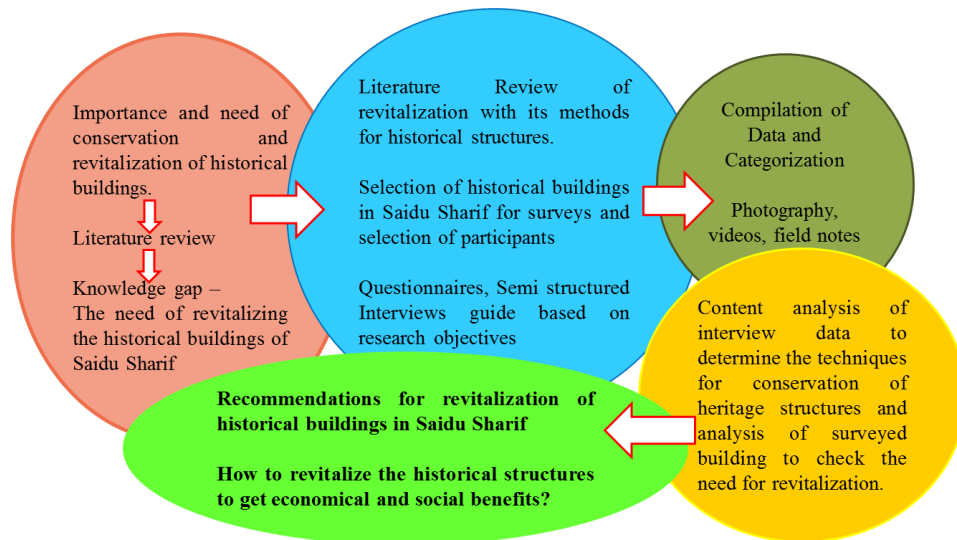 Importance and need of
conservation and
revitalization of historical
buildings.
Literature review
Knowledge gap –
The need of revitalizing
the historical buildings of
Saidu Sharif
Literature Review of
revitalization with its methods
for historical structures.
Selection of historical buildings
in Saidu Sharif for surveys and
selection of participants
Questionnaires, Semi structured
Interviews guide based on
research objectives
Compilation of
Data and
Categorization
Photography,
videos, field notes
Content analysis of
interview data to
determine the techniques
for conservation of
heritage structures and
analysis of surveyed
building to check the
need for revitalization.
Recommendations for revitalization of
historical buildings in Saidu Sharif
How to revitalize the historical structures
to get economical and social benefits?